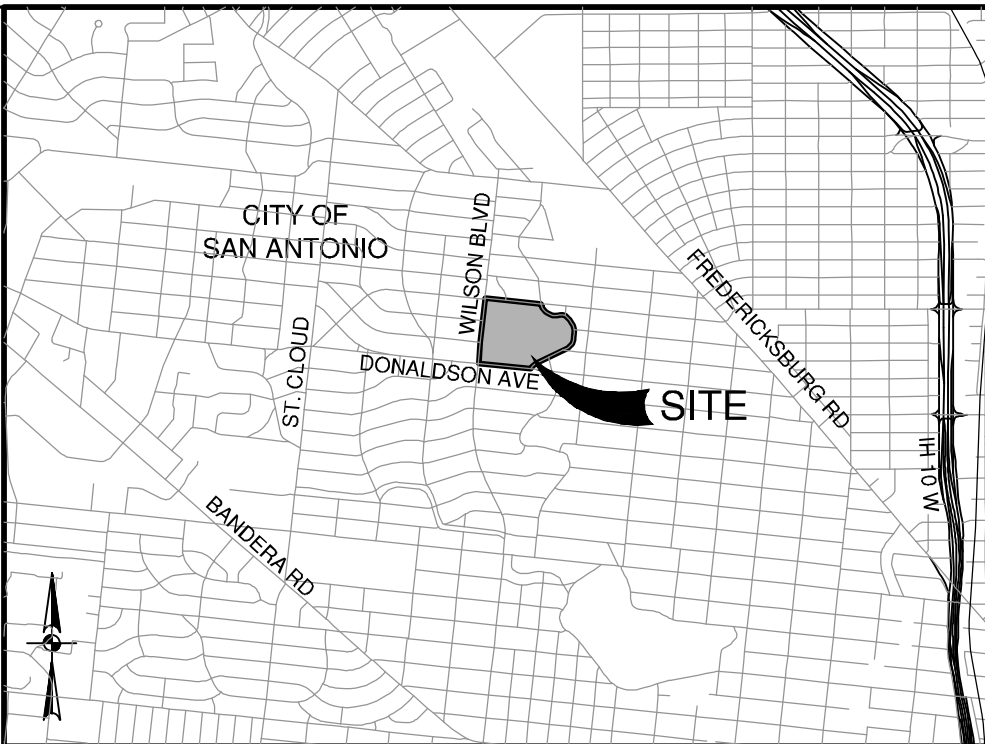 CITY OF
SAN ANTONIO
WILSON BLVD
FREDERICKSBURG RD
ST. CLOUD
DONALDSON AVE
SITE
IH 10 W
BANDERA RD